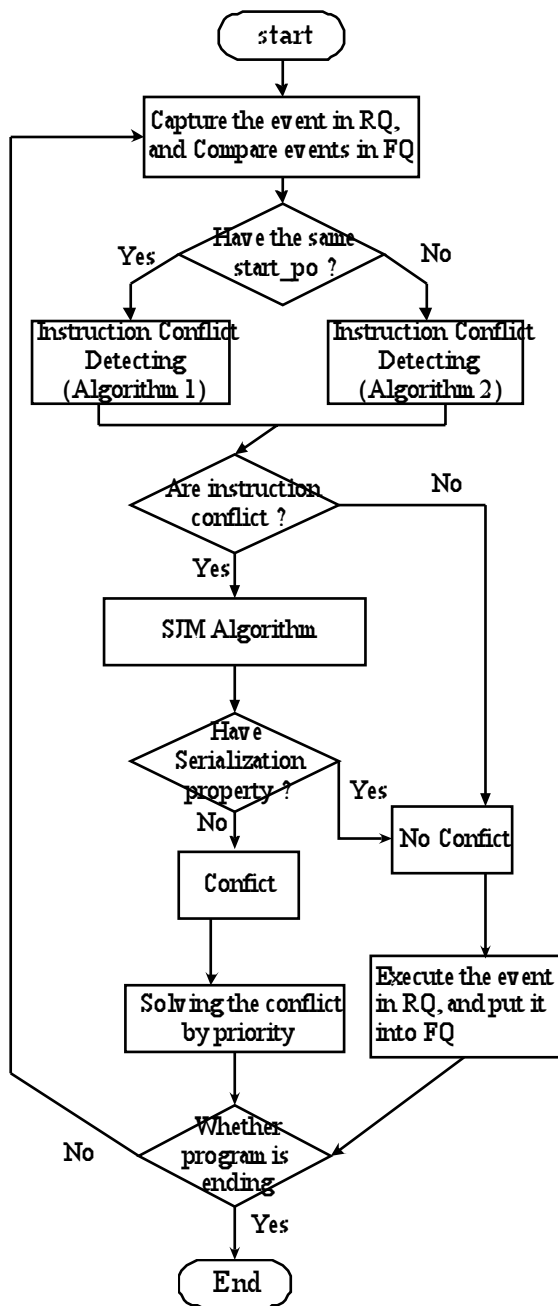 start
Capture the event in RQ,
and Compare events in FQ
Have the same
start_po ?
Yes
No
Instruction Conflict
Detecting
(Algorithm 1)
Instruction Conflict
Detecting
(Algorithm 2)
Are instruction
conflict ?
No
Yes
SJM Algorithm
Have
Serialization
property ?
Yes
No
No Confict
Confict
Execute the event
in RQ, and put it
into FQ
Solving the conflict
by priority
Whether
program is
ending
No
Yes
End